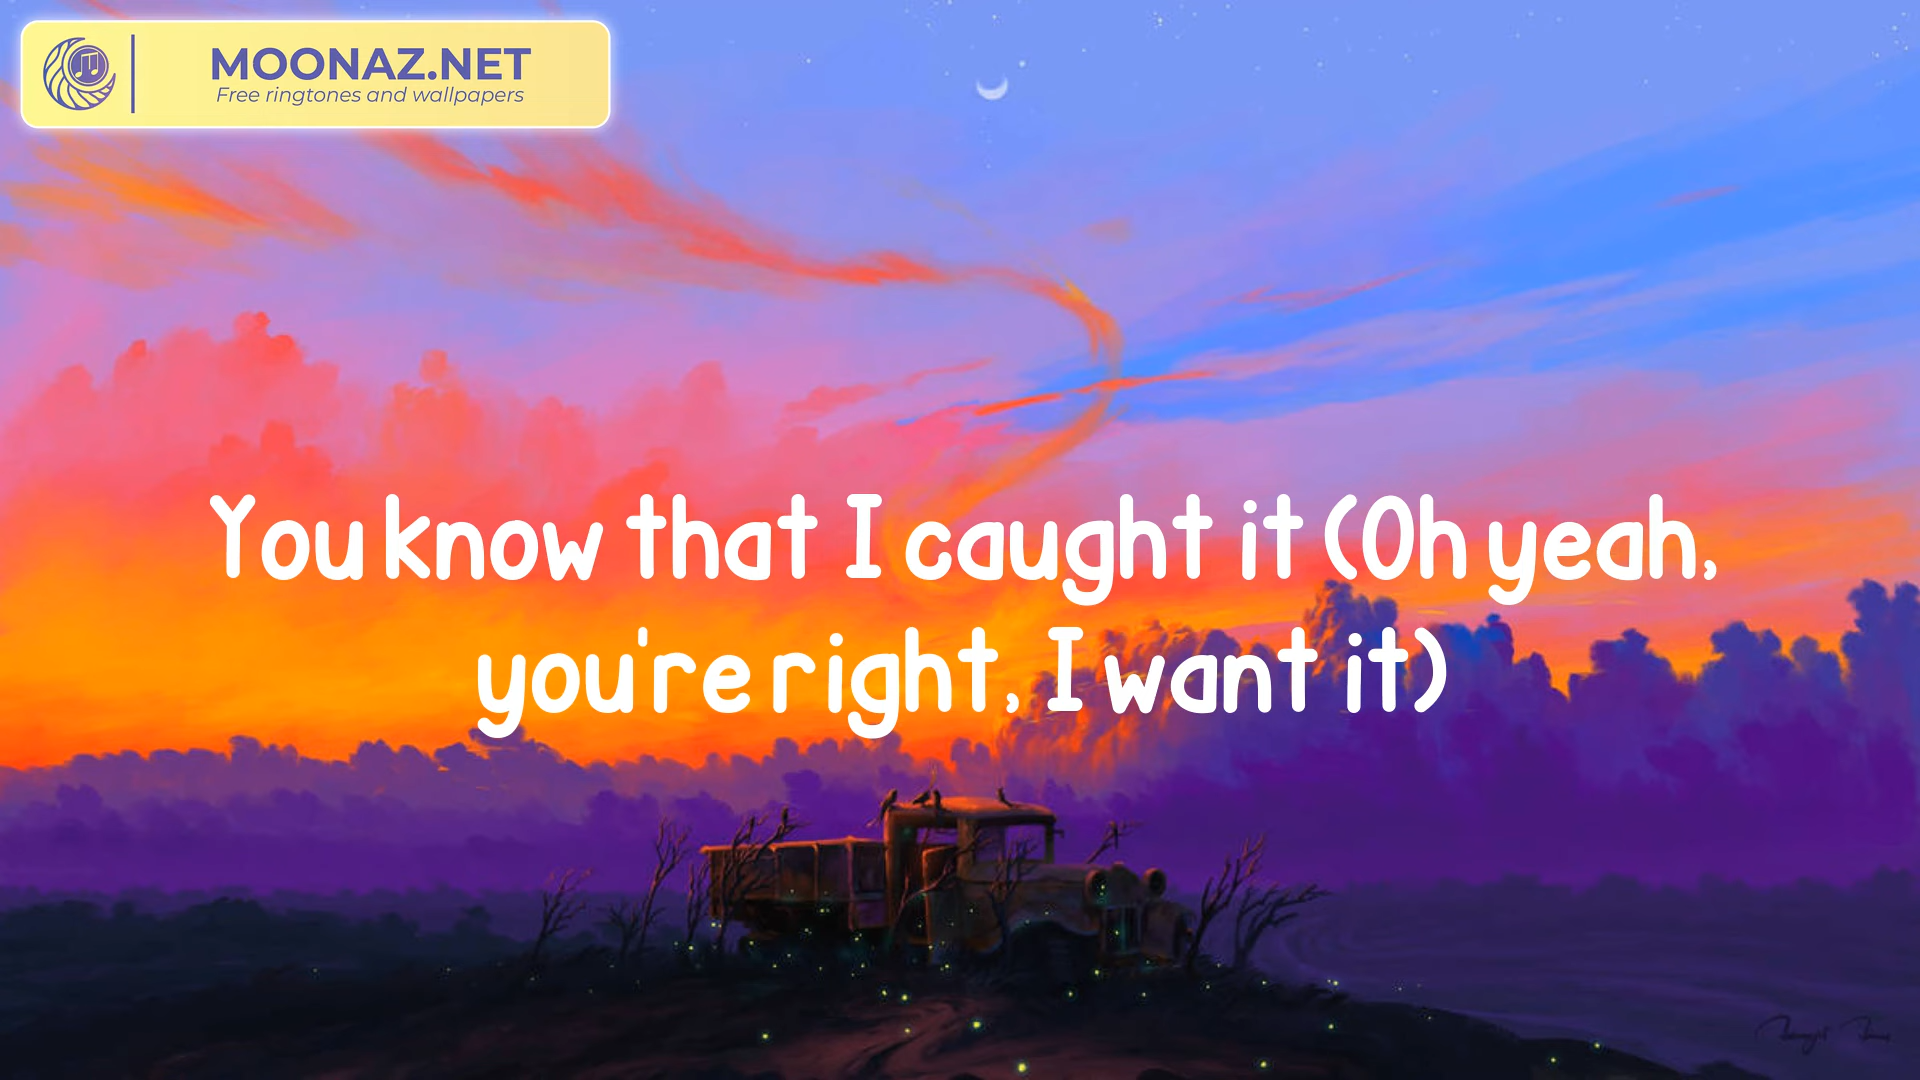 MOONAZ.NET
Free ringtones and wallpapers
You know that I caught it (Oh yeah,
you're right, I want it)